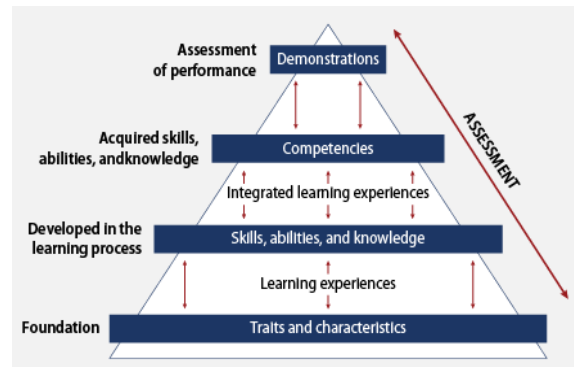 Assessment
of performance
Demonstrations
Acquired skills,
abilities, andknowledge
Competencies
Integrated learning experiences
Developed in the
learning process
Skills, abilities, and knowledge
Learning experiences
Foundation
Traits and characteristics
ASSESSMENT